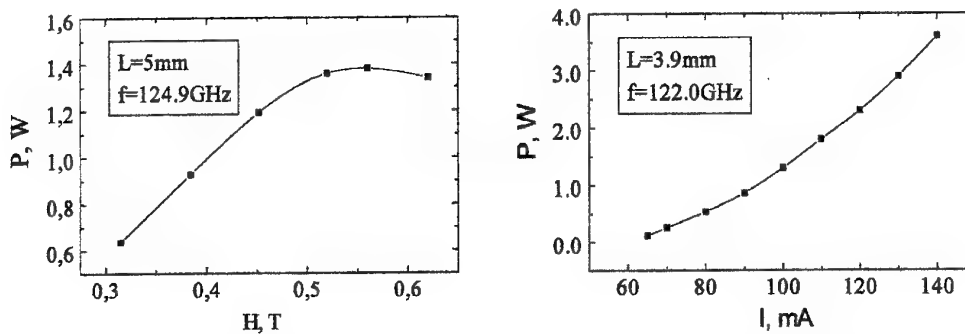 1,6
1,4
1,2
1,0
0,8
0,6
P, W
L=5mm
f=124.9GHz
0,3 0,4 0,5 0,6
H, T
4.0
3.0
2.0
1.0
0.0
P, W
L=3.9mm
f=122.0GHz
60 80 100 120 140
I, mA